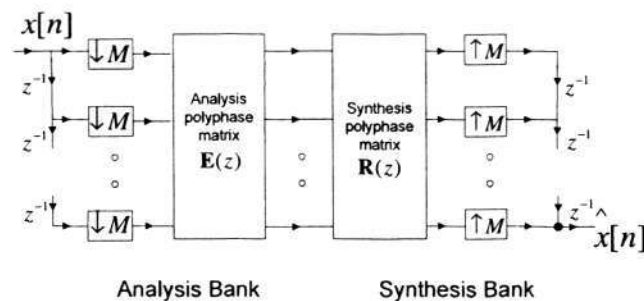 x[n]
↓M
↑M
z⁻¹
z⁻¹
↓M
Analysis
polyphase
matrix
E(z)
Synthesis
polyphase
matrix
R(z)
↑M
z⁻¹
z⁻¹
z⁻¹
↓M
↑M
z⁻¹
x̂[n]
Analysis Bank
Synthesis Bank